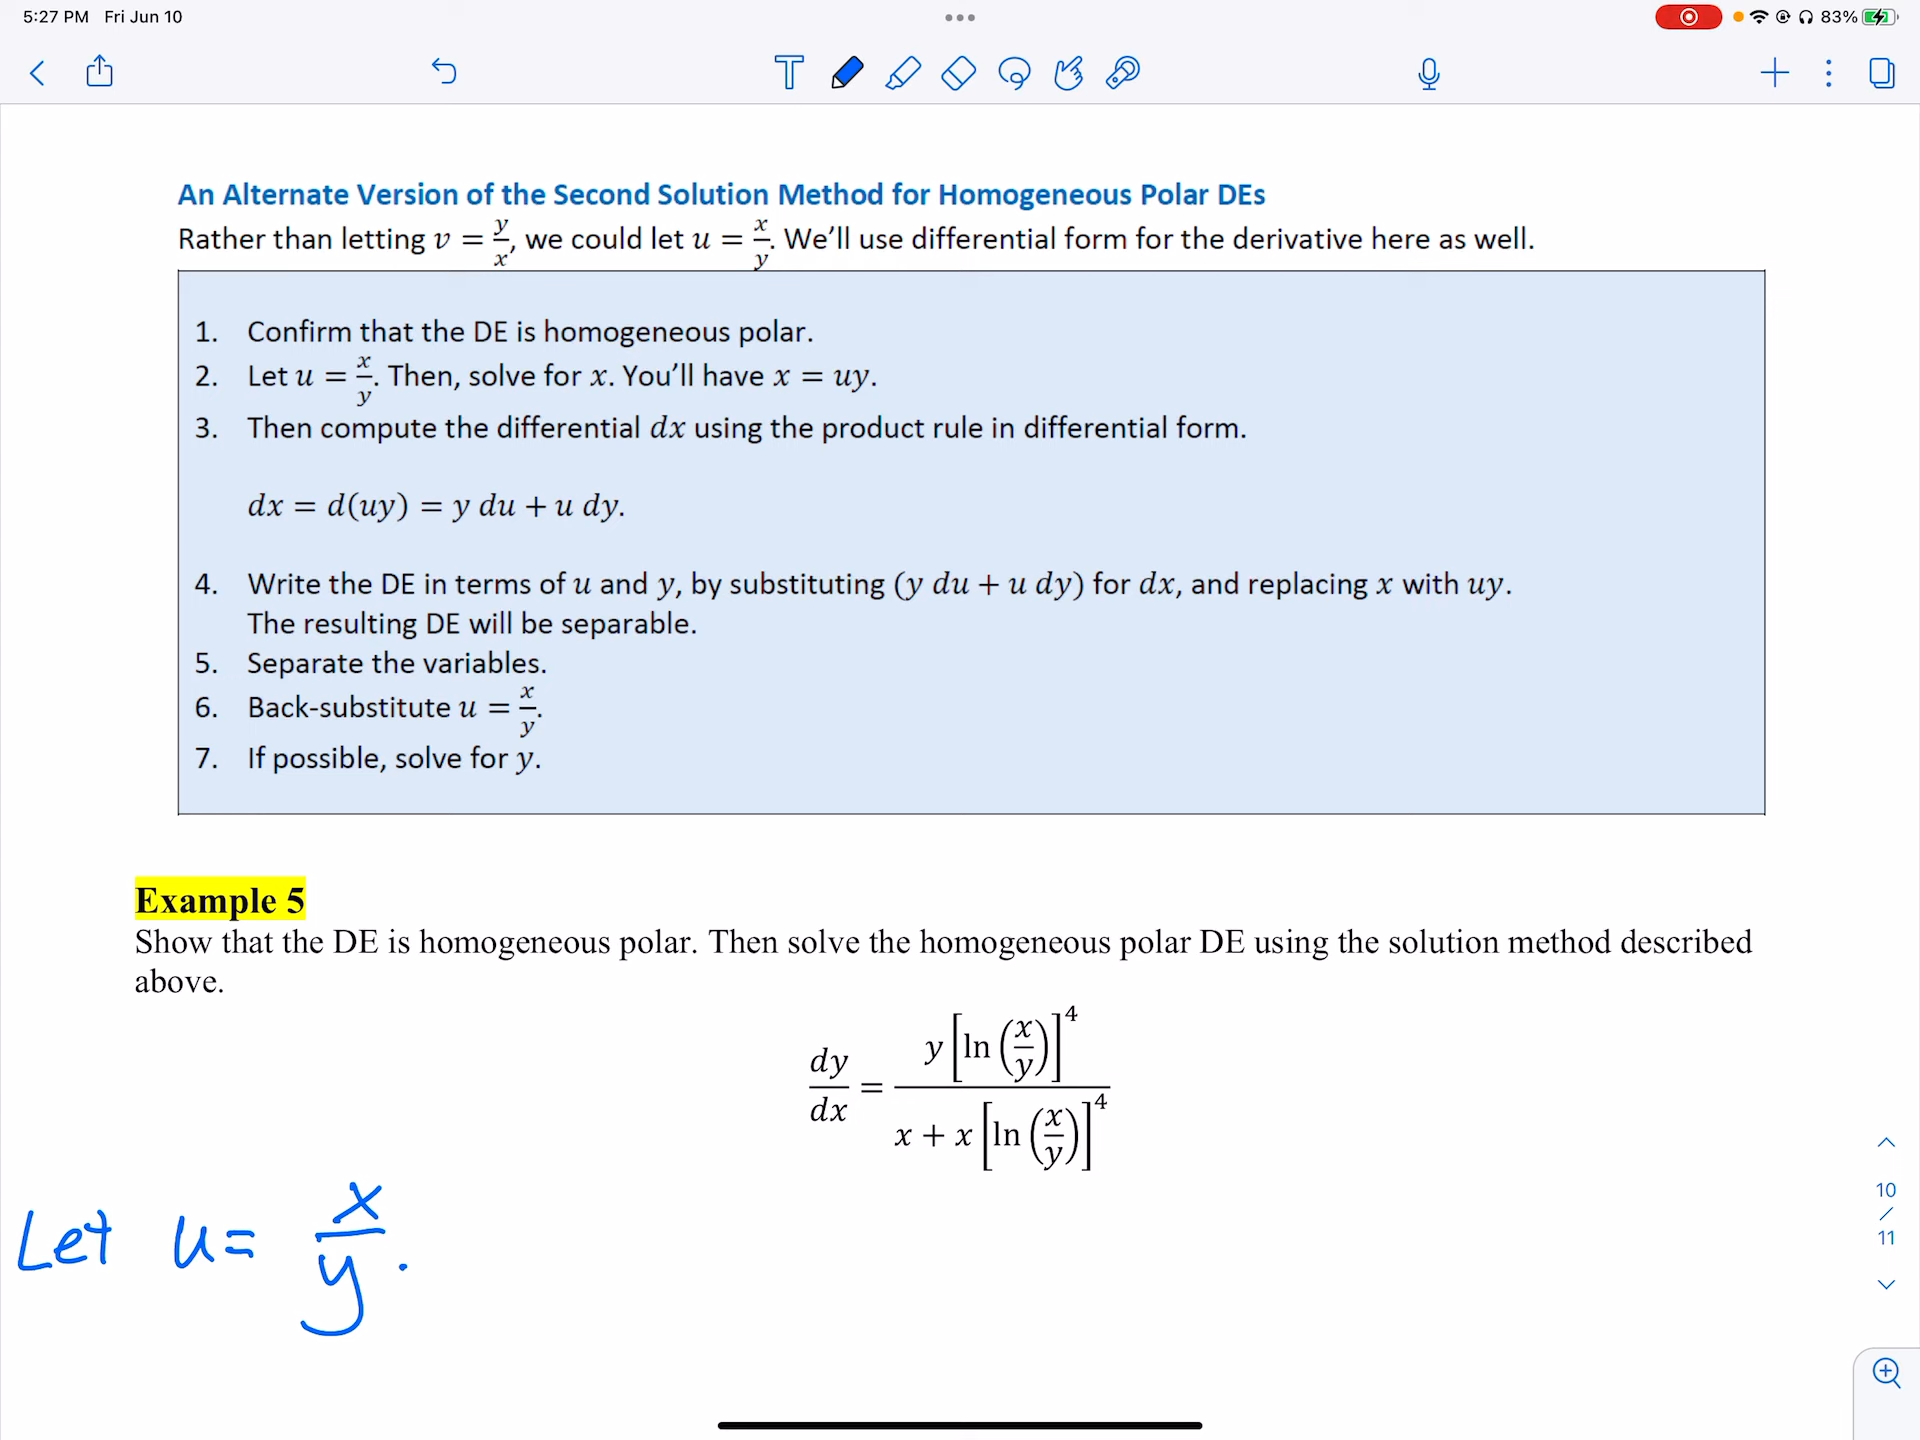 5:27 PM Fri Jun 10
83%
An Alternate Version of the Second Solution Method for Homogeneous Polar DEs
Rather than letting v = y/x, we could let u = x/y. We'll use differential form for the derivative here as well.
1. Confirm that the DE is homogeneous polar.
2. Let u = x/y. Then, solve for x. You'll have x = uy.
3. Then compute the differential dx using the product rule in differential form.
dx = d(uy) = y du + u dy.
4. Write the DE in terms of u and y, by substituting (y du + u dy) for dx, and replacing x with uy.
The resulting DE will be separable.
5. Separate the variables.
6. Back-substitute u = x/y.
7. If possible, solve for y.
Example 5
Show that the DE is homogeneous polar. Then solve the homogeneous polar DE using the solution method described
above.
dy/dx = y[ln(x/y)]^4 / x + x[ln(x/y)]^4
Let u = x/y.
10
/
11